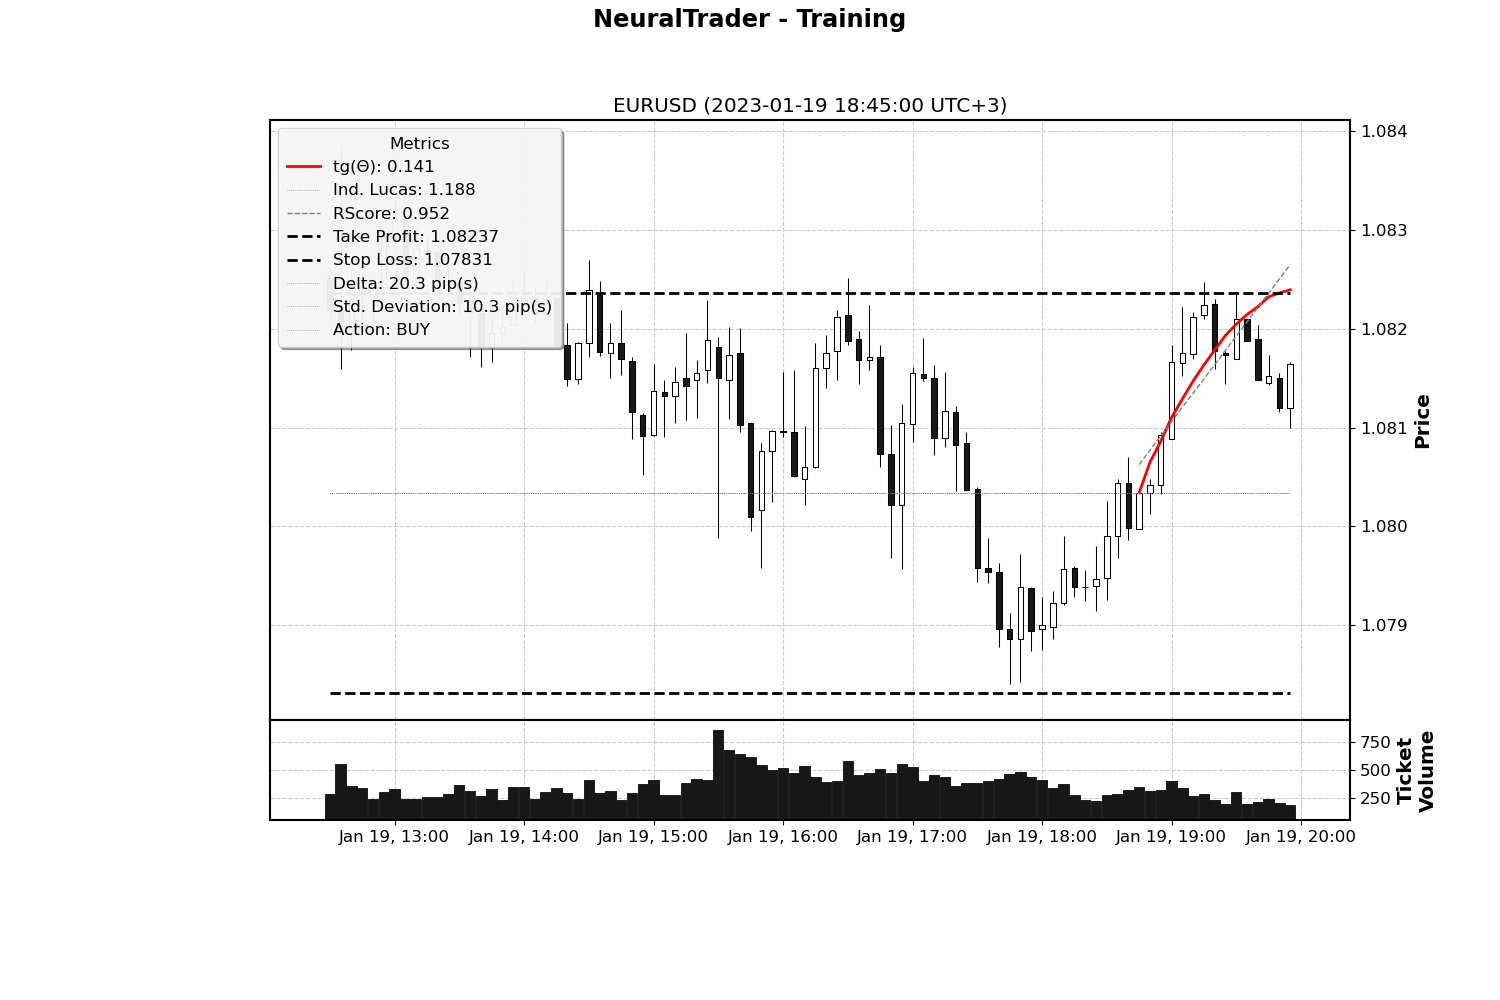 NeuralTrader - Training
EURUSD (2023-01-19 18:45:00 UTC+3)
Metrics
tg(Θ): 0.141
Ind. Lucas: 1.188
RScore: 0.952
Take Profit: 1.08237
Stop Loss: 1.07831
Delta: 20.3 pip(s)
Std. Deviation: 10.3 pip(s)
Action: BUY
1.084
1.083
1.082
1.081
1.080
1.079
Price
750
500
250
Ticket
Volume
Jan 19, 13:00
Jan 19, 14:00
Jan 19, 15:00
Jan 19, 16:00
Jan 19, 17:00
Jan 19, 18:00
Jan 19, 19:00
Jan 19, 20:00